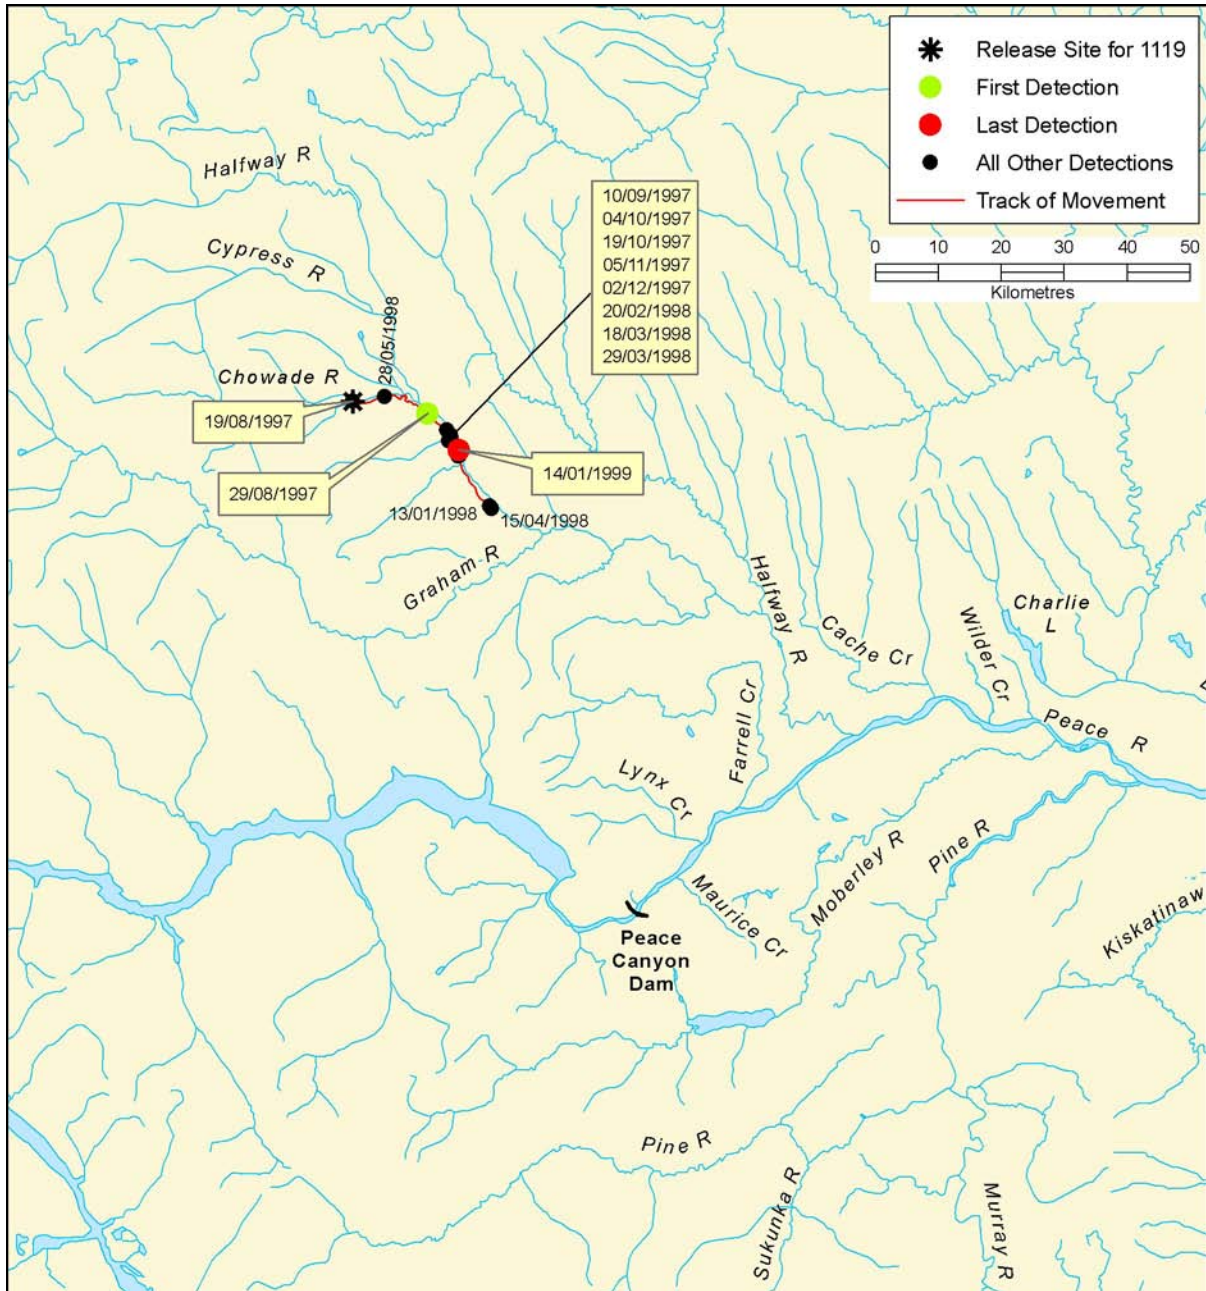 Release Site for 1119
First Detection
Last Detection
All Other Detections
Track of Movement
0 10 20 30 40 50
Kilometres
Halfway R
Cypress R
10/09/1997
04/10/1997
19/10/1997
05/11/1997
02/12/1997
20/02/1998
18/03/1998
29/03/1998
28/05/1998
Chowade R
19/08/1997
29/08/1997
14/01/1999
13/01/1998
15/04/1998
Graham R
Halfway R
Cache Cr
Wilder Cr
Charlie
L
Peace R
Farrell Cr
Lynx Cr
Maurice Cr
Moberley R
Pine R
Kiskatinaw
Peace
Canyon
Dam
Pine R
Sukunka R
Murray R